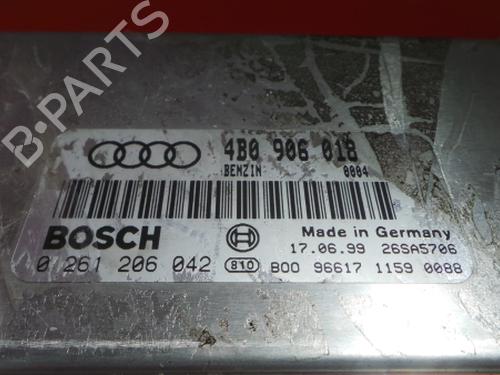 B-PARTS
4B0 906 018
BENZIN 0004
BOSCH
Made in Germany
17.06.99 26SA5706
0 261 206 042 810 B00 96617 1159 0088